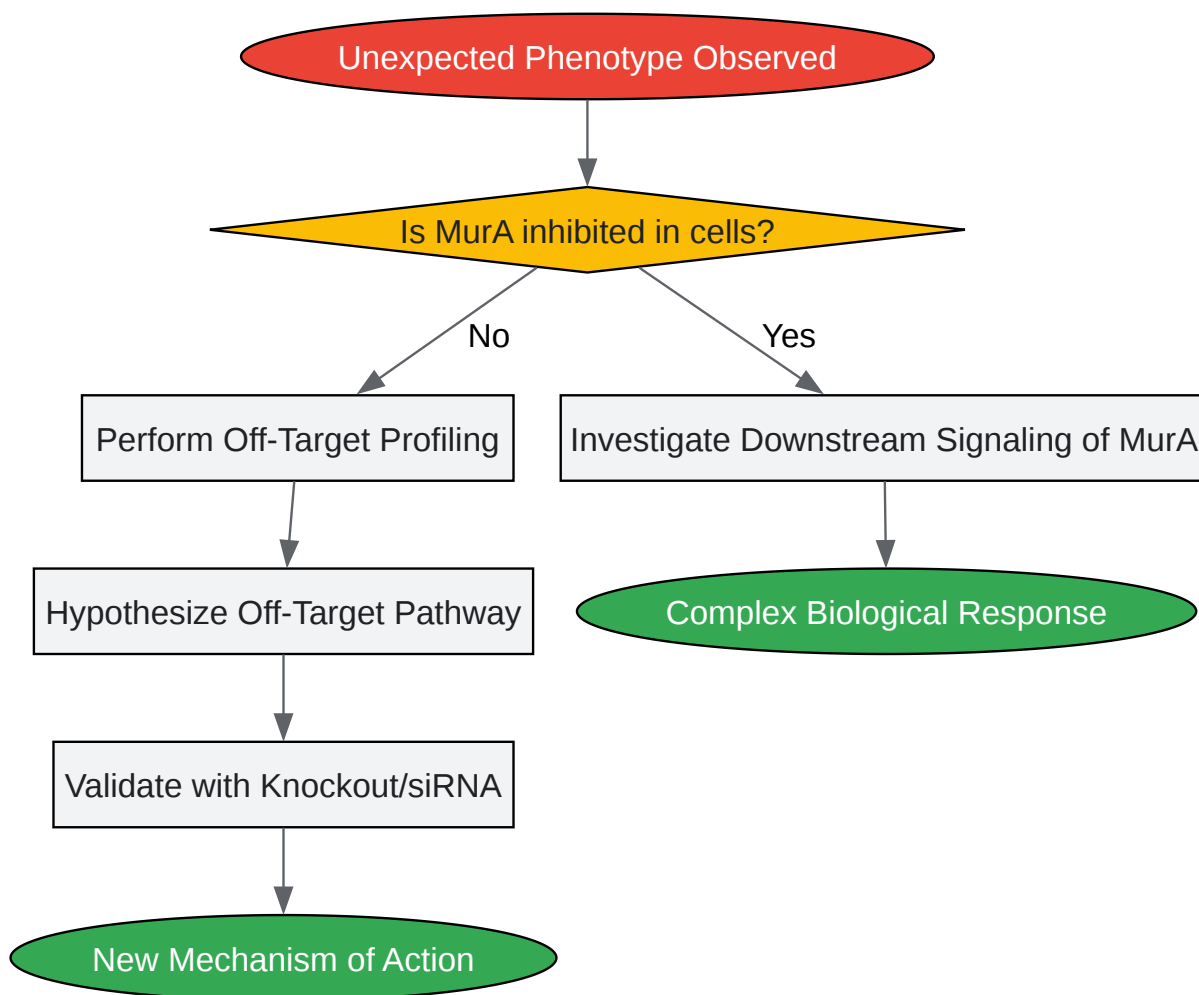 Unexpected Phenotype Observed
Is MurA inhibited in cells?
No
Yes
Perform Off-Target Profiling
Investigate Downstream Signaling of MurA
Hypothesize Off-Target Pathway
Complex Biological Response
Validate with Knockout/siRNA
New Mechanism of Action